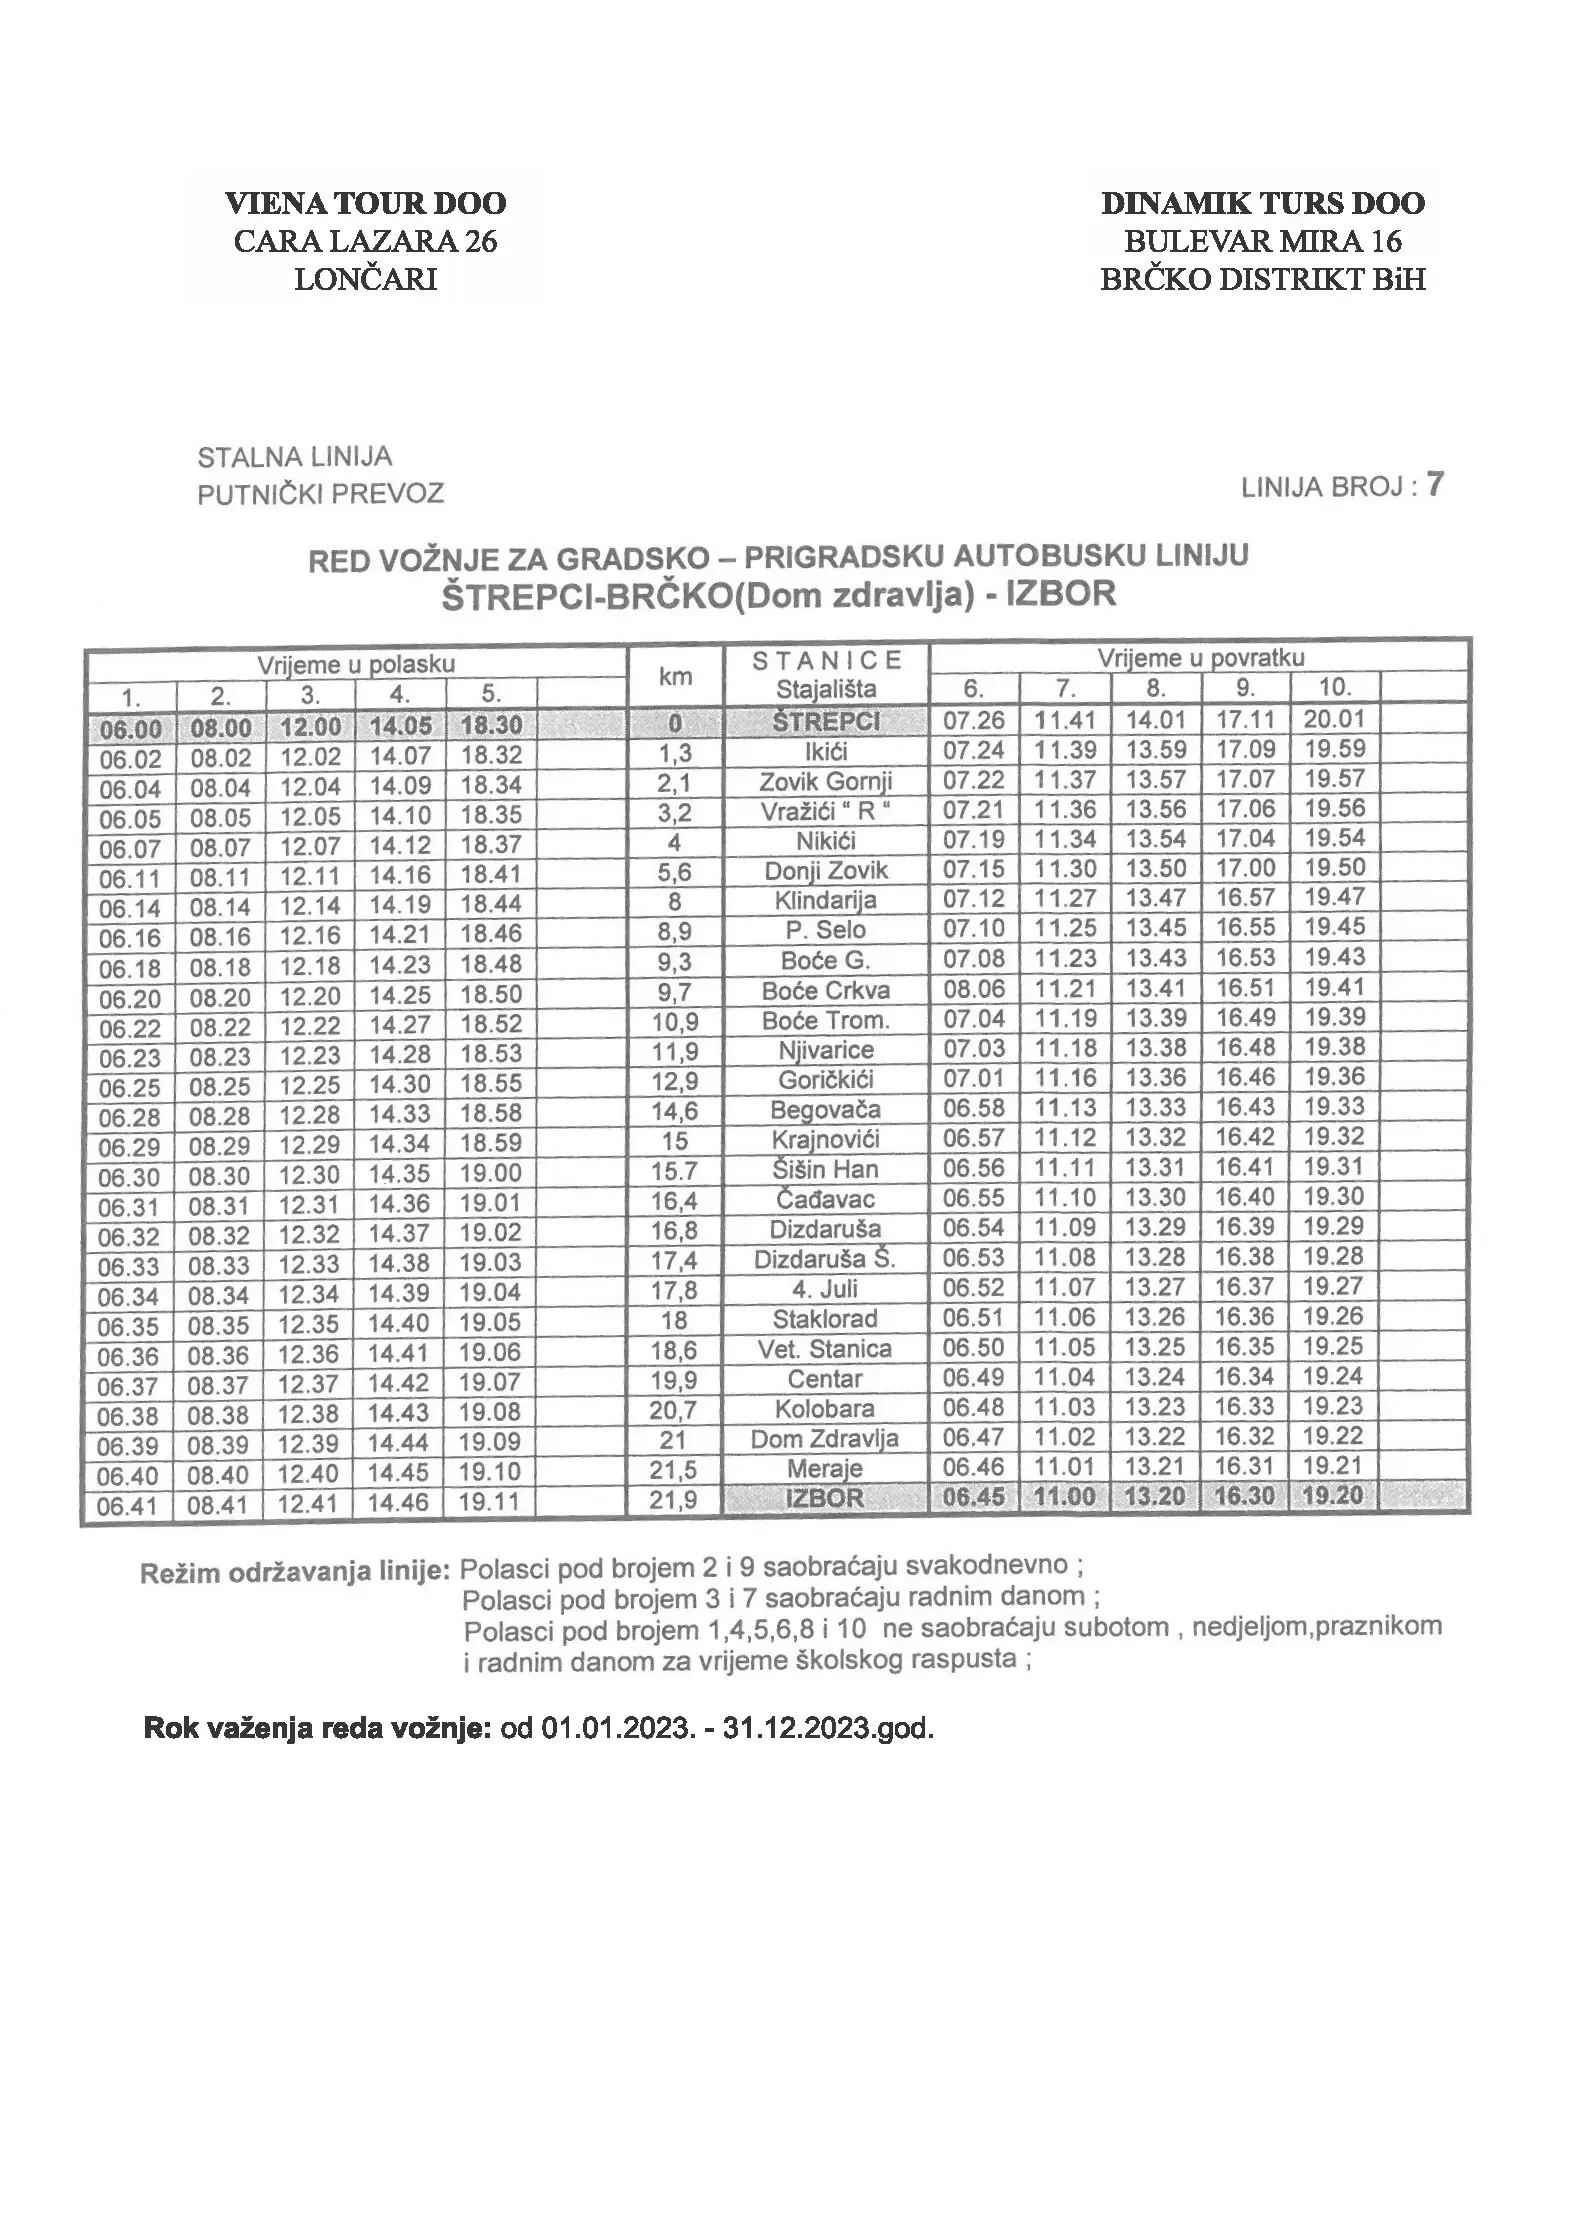 VIENA TOUR DOO
CARA LAZARA 26
LONČARI
DINAMIK TURS DOO
BULEVAR MIRA 16
BRČKO DISTRIKT BiH
STALNA LINIJA
PUTNIČKI PREVOZ
LINIJA BROJ : 7
RED VOŽNJE ZA GRADSKO – PRIGRADSKU AUTOBUSKU LINIJU
ŠTREPCI-BRČKO(Dom zdravlja) - IZBOR
Vrijeme u polasku km STANICE Stajališta Vrijeme u povratku
1. 2. 3. 4. 5. 6. 7. 8. 9. 10.
06.00 08.00 12.00 14.05 18.30 0 ŠTREPCI 07.26 11.41 14.01 17.11 20.01
06.02 08.02 12.02 14.07 18.32 1,3 Ikići 07.24 11.39 13.59 17.09 19.59
06.04 08.04 12.04 14.09 18.34 2,1 Zovik Gornji 07.22 11.37 13.57 17.07 19.57
06.05 08.05 12.05 14.10 18.35 3,2 Vražići “ R “ 07.21 11.36 13.56 17.06 19.56
06.07 08.07 12.07 14.12 18.37 4 Nikići 07.19 11.34 13.54 17.04 19.54
06.11 08.11 12.11 14.16 18.41 5,6 Donji Zovik 07.15 11.30 13.50 17.00 19.50
06.14 08.14 12.14 14.19 18.44 8 Klindarija 07.12 11.27 13.47 16.57 19.47
06.16 08.16 12.16 14.21 18.46 8,9 P. Selo 07.10 11.25 13.45 16.55 19.45
06.18 08.18 12.18 14.23 18.48 9,3 Boće G. 07.08 11.23 13.43 16.53 19.43
06.20 08.20 12.20 14.25 18.50 9,7 Boće Crkva 08.06 11.21 13.41 16.51 19.41
06.22 08.22 12.22 14.27 18.52 10,9 Boće Trom. 07.04 11.19 13.39 16.49 19.39
06.23 08.23 12.23 14.28 18.53 11,9 Njivarice 07.03 11.18 13.38 16.48 19.38
06.25 08.25 12.25 14.30 18.55 12,9 Goričkići 07.01 11.16 13.36 16.46 19.36
06.28 08.28 12.28 14.33 18.58 14,6 Begovača 06.58 11.13 13.33 16.43 19.33
06.29 08.29 12.29 14.34 18.59 15 Krajnovići 06.57 11.12 13.32 16.42 19.32
06.30 08.30 12.30 14.35 19.00 15.7 Šišin Han 06.56 11.11 13.31 16.41 19.31
06.31 08.31 12.31 14.36 19.01 16,4 Čađavac 06.55 11.10 13.30 16.40 19.30
06.32 08.32 12.32 14.37 19.02 16,8 Dizdaruša 06.54 11.09 13.29 16.39 19.29
06.33 08.33 12.33 14.38 19.03 17,4 Dizdaruša Š. 06.53 11.08 13.28 16.38 19.28
06.34 08.34 12.34 14.39 19.04 17,8 4. Juli 06.52 11.07 13.27 16.37 19.27
06.35 08.35 12.35 14.40 19.05 18 Staklorad 06.51 11.06 13.26 16.36 19.26
06.36 08.36 12.36 14.41 19.06 18,6 Vet. Stanica 06.50 11.05 13.25 16.35 19.25
06.37 08.37 12.37 14.42 19.07 19,9 Centar 06.49 11.04 13.24 16.34 19.24
06.38 08.38 12.38 14.43 19.08 20,7 Kolobara 06.48 11.03 13.23 16.33 19.23
06.39 08.39 12.39 14.44 19.09 21 Dom Zdravlja 06.47 11.02 13.22 16.32 19.22
06.40 08.40 12.40 14.45 19.10 21,5 Meraje 06.46 11.01 13.21 16.31 19.21
06.41 08.41 12.41 14.46 19.11 21,9 IZBOR 06.45 11.00 13.20 16.30 19.20
Režim održavanja linije: Polasci pod brojem 2 i 9 saobraćaju svakodnevno ;
Polasci pod brojem 3 i 7 saobraćaju radnim danom ;
Polasci pod brojem 1,4,5,6,8 i 10 ne saobraćaju subotom , nedjeljom,praznikom
i radnim danom za vrijeme školskog raspusta ;
Rok važenja reda vožnje: od 01.01.2023. - 31.12.2023.god.